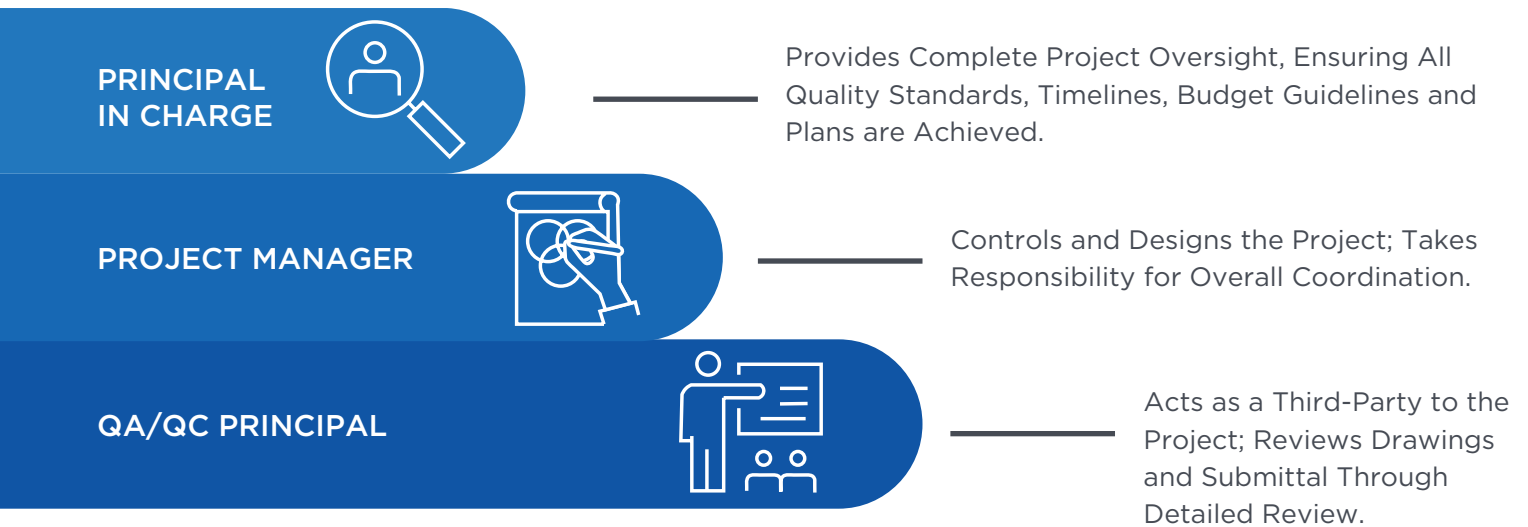 PRINCIPAL
IN CHARGE
Provides Complete Project Oversight, Ensuring All
Quality Standards, Timelines, Budget Guidelines and
Plans are Achieved.
PROJECT MANAGER
Controls and Designs the Project; Takes
Responsibility for Overall Coordination.
QA/QC PRINCIPAL
Acts as a Third-Party to the
Project; Reviews Drawings
and Submittal Through
Detailed Review.